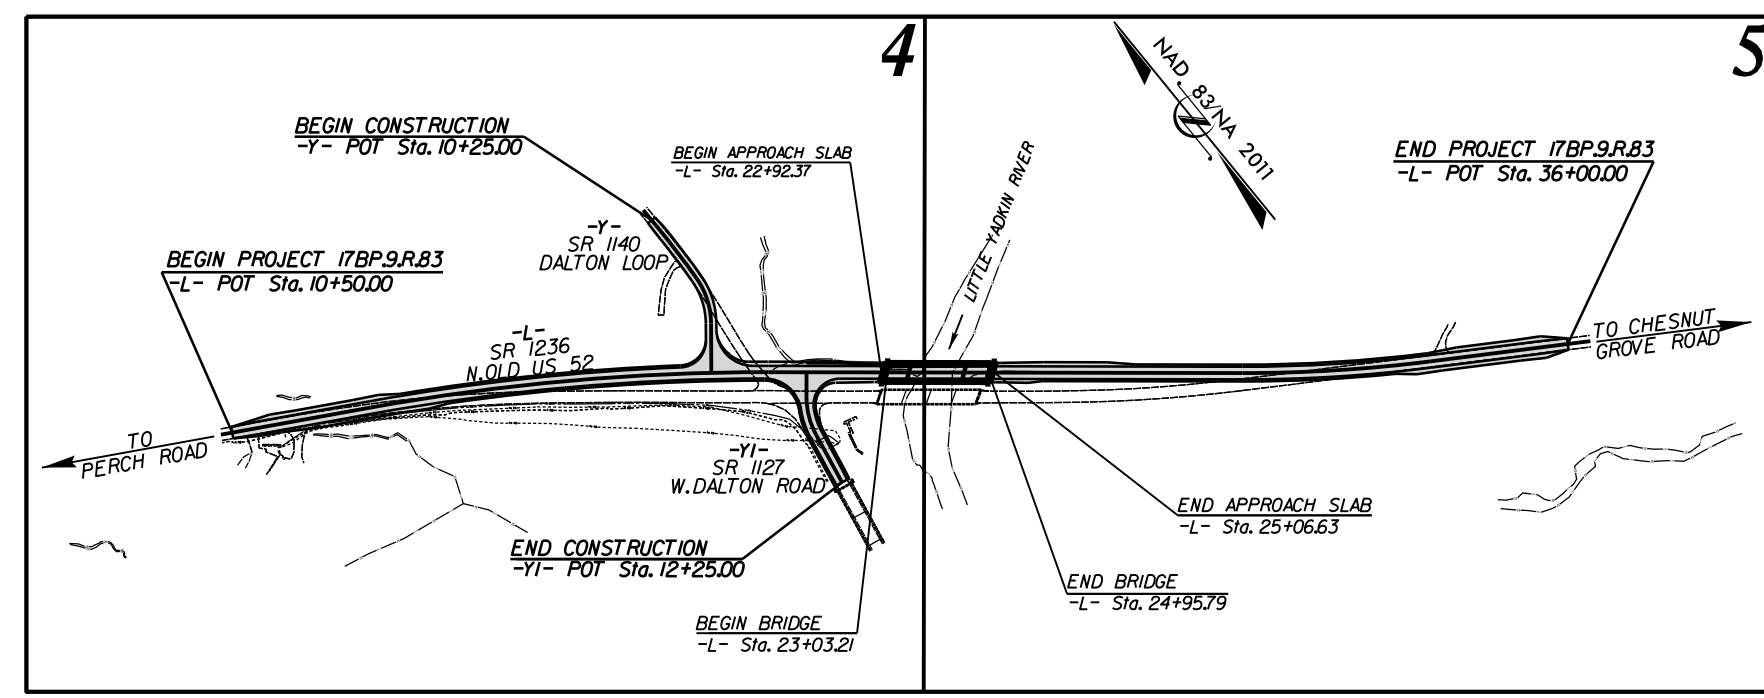 4
5
NAD. 83/NA 2011
BEGIN CONSTRUCTION
-Y- POT Sta. 10+25.00
BEGIN APPROACH SLAB
-L- Sta. 22+92.37
END PROJECT 17BP.9.R.83
-L- POT Sta. 36+00.00
LITTLE YADKIN RIVER
-Y-
SR 1140
DALTON LOOP
BEGIN PROJECT 17BP.9.R.83
-L- POT Sta. 10+50.00
-L-
SR 1236
N. OLD US 52
TO CHESNUT
GROVE ROAD
TO
PERCH ROAD
-Y1-
SR 1127
W. DALTON ROAD
END APPROACH SLAB
-L- Sta. 25+06.63
END CONSTRUCTION
-Y1- POT Sta. 12+25.00
END BRIDGE
-L- Sta. 24+95.79
BEGIN BRIDGE
-L- Sta. 23+03.21